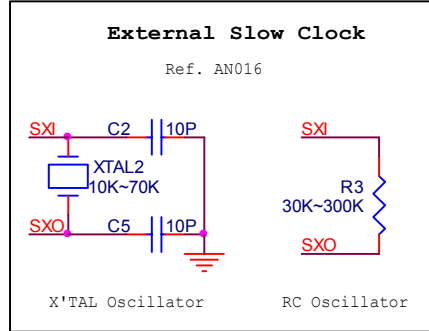 External Slow Clock
Ref. AN016
SXI C2 10P SXI
XTAL2
10K~70K
R3
30K~300K
SXO C5 10P SXO
X'TAL Oscillator RC Oscillator